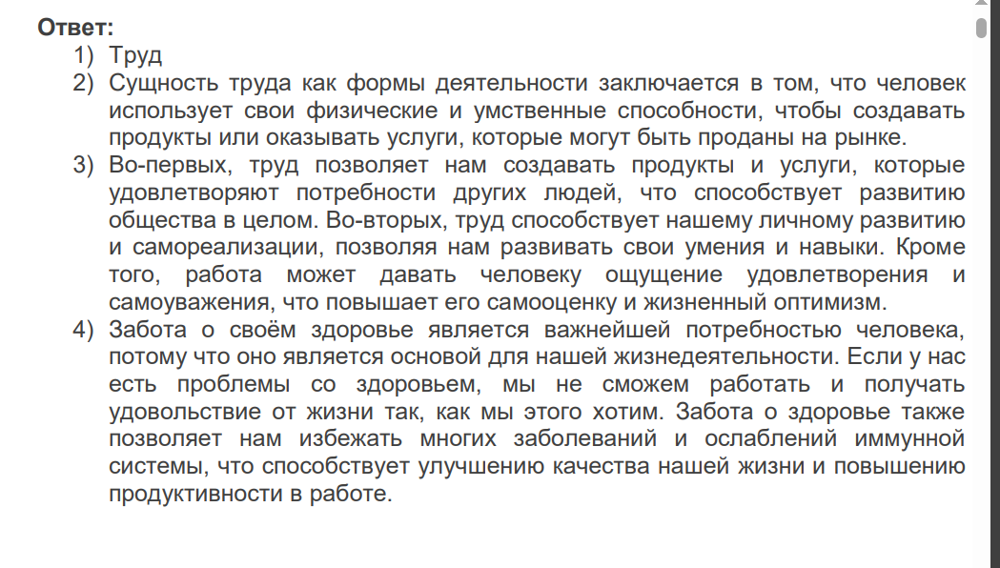 Ответ:
1) Труд
2) Сущность труда как формы деятельности заключается в том, что человек
использует свои физические и умственные способности, чтобы создавать
продукты или оказывать услуги, которые могут быть проданы на рынке.
3) Во-первых, труд позволяет нам создавать продукты и услуги, которые
удовлетворяют потребности других людей, что способствует развитию
общества в целом. Во-вторых, труд способствует нашему личному развитию
и самореализации, позволяя нам развивать свои умения и навыки. Кроме
того, работа может давать человеку ощущение удовлетворения и
самоуважения, что повышает его самооценку и жизненный оптимизм.
4) Забота о своём здоровье является важнейшей потребностью человека,
потому что оно является основой для нашей жизнедеятельности. Если у нас
есть проблемы со здоровьем, мы не сможем работать и получать
удовольствие от жизни так, как мы этого хотим. Забота о здоровье также
позволяет нам избежать многих заболеваний и ослаблений иммунной
системы, что способствует улучшению качества нашей жизни и повышению
продуктивности в работе.